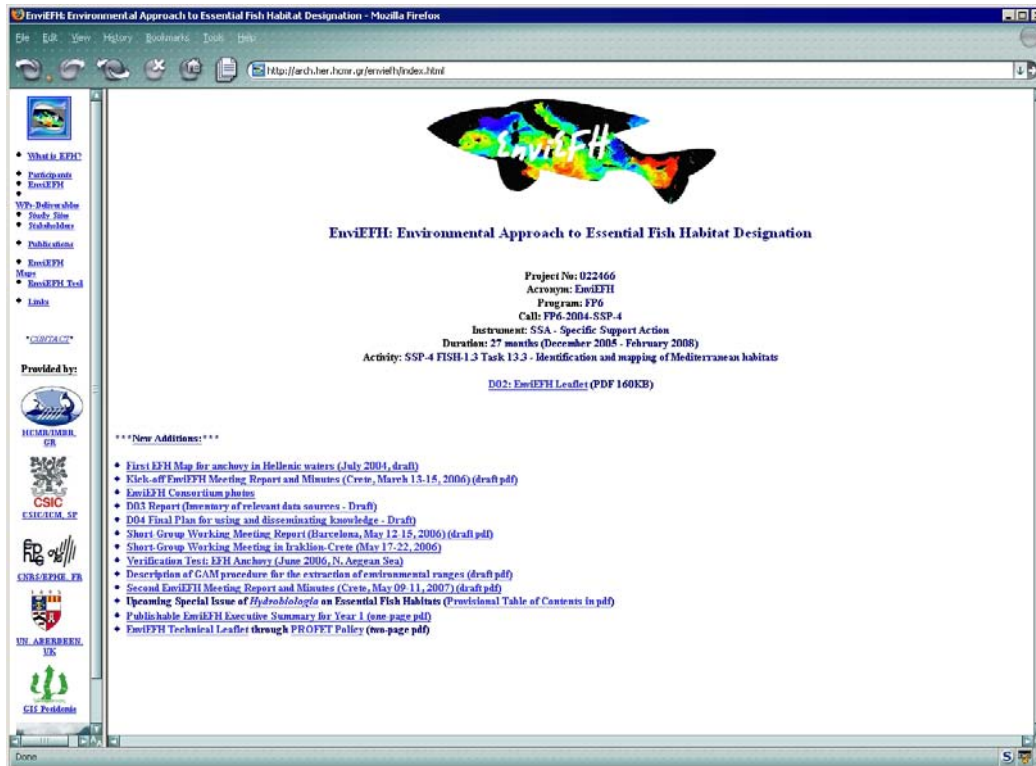 EnviEFH: Environmental Approach to Essential Fish Habitat Designation - Mozilla Firefox
File Edit View History Bookmarks Tools Help
http://arch.her.hcmr.gr/enviefh/index.html
What is EFH?
Participants
EnviEFH
WPs-Deliverables
Study Sites
Stakeholders
Publications
EnviEFH
Maps
EnviEFH Tool
Links
*CONTACT*
Provided by:
HCMR/IMBR,
GR
CSIC
CSIC/ICM, SP
CNRS/EPHE, FR
UN. ABERDEEN,
UK
GIS Posidonia
EnviEFH
EnviEFH: Environmental Approach to Essential Fish Habitat Designation
Project No: 022466
Acronym: EnviEFH
Program: FP6
Call: FP6-2004-SSP-4
Instrument: SSA - Specific Support Action
Duration: 27 months (December 2005 - February 2008)
Activity: SSP-4 FISH-1.3 Task 13.3 - Identification and mapping of Mediterranean habitats
D02: EnviEFH Leaflet (PDF 160KB)
***New Additions:***
First EFH Map for anchovy in Hellenic waters (July 2004, draft)
Kick-off EnviEFH Meeting Report and Minutes (Crete, March 13-15, 2006) (draft pdf)
EnviEFH Consortium photos
D03 Report (Inventory of relevant data sources - Draft)
D04 Final Plan for using and disseminating knowledge - Draft)
Short-Group Working Meeting Report (Barcelona, May 12-15, 2006) (draft pdf)
Short-Group Working Meeting in Iraklion-Crete (May 17-22, 2006)
Verification Test: EFH Anchovy (June 2006, N. Aegean Sea)
Description of GAM procedure for the extraction of environmental ranges (draft pdf)
Second EnviEFH Meeting Report and Minutes (Crete, May 09-11, 2007) (draft pdf)
Upcoming Special Issue of Hydrobiologia on Essential Fish Habitats (Provisional Table of Contents in pdf)
Publishable EnviEFH Executive Summary for Year 1 (one-page pdf)
EnviEFH Technical Leaflet through PROFET Policy (two-page pdf)
Done